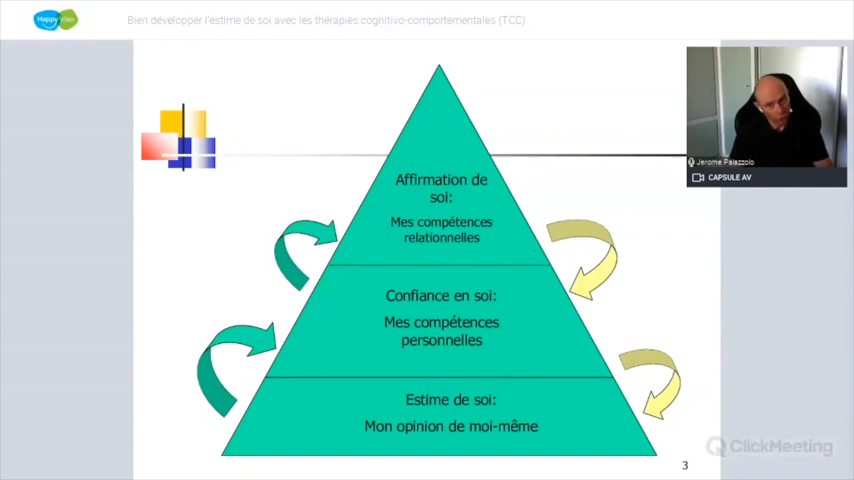 Happy Visio
Bien développer l'estime de soi avec les thérapies cognitivo-comportementales (TCC)
Jerome Palazzolo
CAPSULE AV
Affirmation de
soi:
Mes compétences
relationnelles
Confiance en soi:
Mes compétences
personnelles
Estime de soi:
Mon opinion de moi-même
ClickMeeting
3